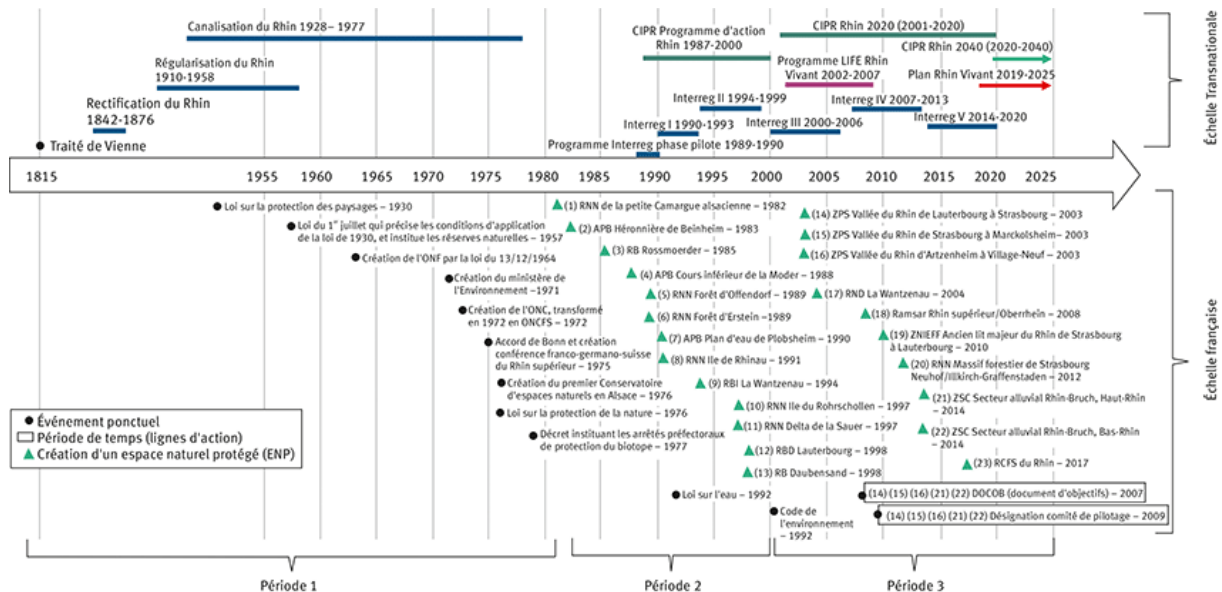 Canalisation du Rhin 1928– 1977
Régularisation du Rhin
1910-1958
Rectification du Rhin
1842-1876
Traité de Vienne
CIPR Programme d'action
Rhin 1987-2000
CIPR Rhin 2020 (2001-2020)
CIPR Rhin 2040 (2020-2040)
Programme LIFE Rhin
Vivant 2002-2007
Plan Rhin Vivant 2019-2025
Interreg II 1994-1999
Interreg IV 2007-2013
Interreg I 1990-1993
Interreg III 2000-2006
Interreg V 2014-2020
Programme Interreg phase pilote 1989-1990
Échelle Transnationale
1815 1955 1960 1965 1970 1975 1980 1985 1990 1995 2000 2005 2010 2015 2020 2025
Loi sur la protection des paysages – 1930
Loi du 1er juillet qui précise les conditions d'application
de la loi de 1930, et institue les réserves naturelles – 1957
Création de l'ONF par la loi du 13/12/1964
Création du ministère de
l'Environnement –1971
Création de l'ONC, transformé
en 1972 en ONCFS – 1972
Accord de Bonn et création
conférence franco-germano-suisse
du Rhin supérieur – 1975
Création du premier Conservatoire
d'espaces naturels en Alsace – 1976
Loi sur la protection de la nature – 1976
Décret instituant les arrêtés préfectoraux
de protection du biotope – 1977
Loi sur l'eau – 1992
Code de
l'environnement
– 1992
(1) RNN de la petite Camargue alsacienne – 1982
(2) APB Héronnière de Beinheim – 1983
(3) RB Rossmoerder – 1985
(4) APB Cours inférieur de la Moder – 1988
(5) RNN Forêt d'Offendorf – 1989
(6) RNN Forêt d'Erstein –1989
(7) APB Plan d'eau de Plobsheim – 1990
(8) RNN Ile de Rhinau – 1991
(9) RBI La Wantzenau – 1994
(10) RNN Ile du Rohrschollen – 1997
(11) RNN Delta de la Sauer – 1997
(12) RBD Lauterbourg – 1998
(13) RB Daubensand – 1998
(14) ZPS Vallée du Rhin de Lauterbourg à Strasbourg – 2003
(15) ZPS Vallée du Rhin de Strasbourg à Marckolsheim– 2003
(16) ZPS Vallée du Rhin d'Artzenheim à Village-Neuf – 2003
(17) RND La Wantzenau – 2004
(18) Ramsar Rhin supérieur/Oberrhein – 2008
(19) ZNIEFF Ancien lit majeur du Rhin de Strasbourg
à Lauterbourg – 2010
(20) RNN Massif forestier de Strasbourg
Neuhof/Illkirch-Graffenstaden – 2012
(21) ZSC Secteur alluvial Rhin-Bruch, Haut-Rhin
– 2014
(22) ZSC Secteur alluvial Rhin-Bruch, Bas-Rhin
– 2014
(23) RCFS du Rhin – 2017
(14) (15) (16) (21) (22) DOCOB (document d'objectifs) – 2007
(14) (15) (16) (21) (22) Désignation comité de pilotage – 2009
Échelle française
Événement ponctuel
Période de temps (lignes d'action)
Création d'un espace naturel protégé (ENP)
Période 1
Période 2
Période 3